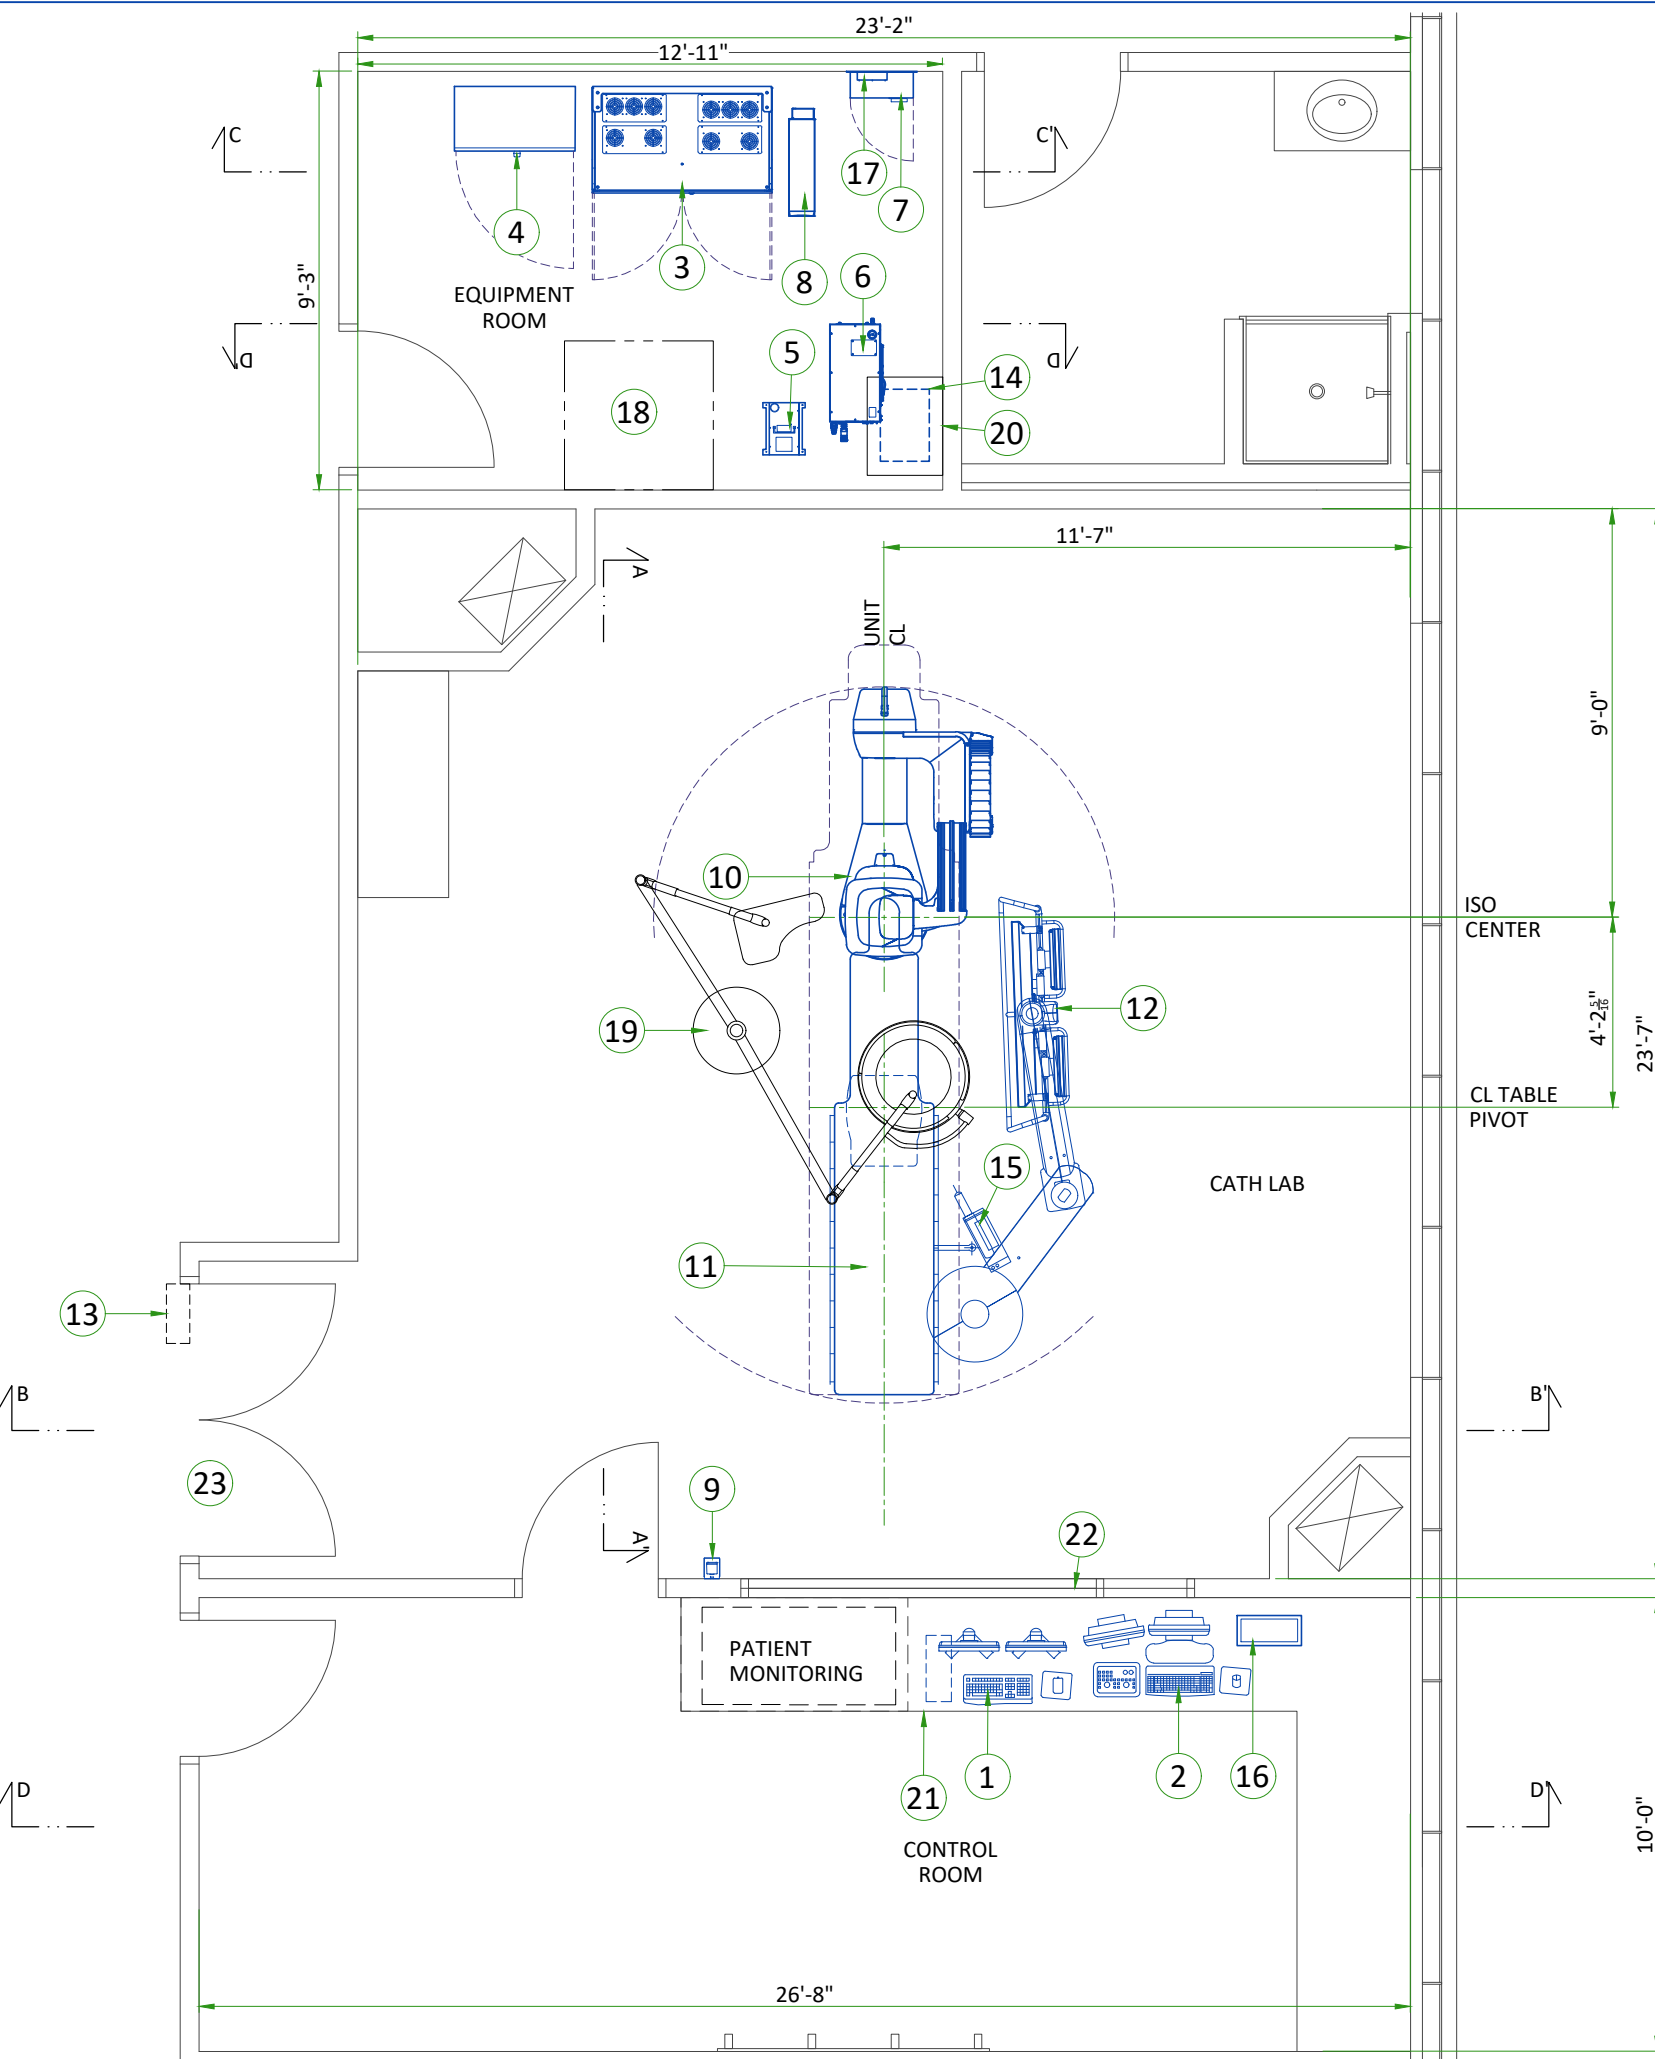 23'-2"
12'-11"
C
C'
17
7
4
3
8
6
9'-3"
EQUIPMENT
ROOM
D'
D
5
14
18
20
11'-7"
A
UNIT
CL
9'-0"
10
ISO
CENTER
12
19
4'-2 5/16"
23'-7"
CL TABLE
PIVOT
15
CATH LAB
11
13
B
B'
23
9
A'
22
PATIENT
MONITORING
1
2
16
21
D
D'
10'-0"
CONTROL
ROOM
26'-8"